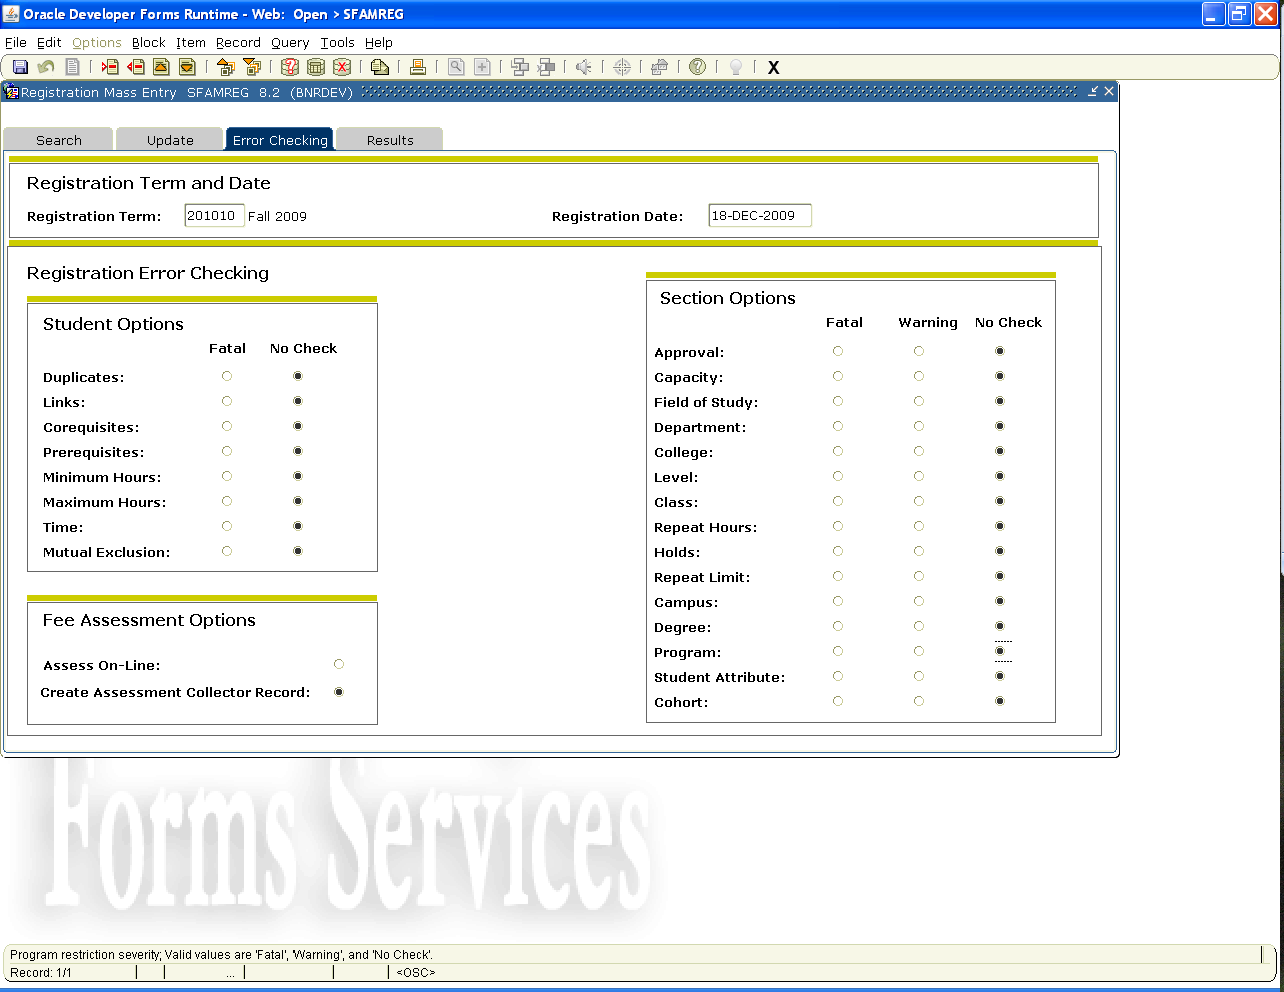 Oracle Developer Forms Runtime - Web: Open > SFAMREG
File Edit Options Block Item Record Query Tools Help
X
Registration Mass Entry SFAMREG 8.2 (BNRDEV)
Search Update Error Checking Results
Registration Term and Date
Registration Term: 201010 Fall 2009 Registration Date: 18-DEC-2009
Registration Error Checking
Student Options
Fatal No Check
Duplicates:
Links:
Corequisites:
Prerequisites:
Minimum Hours:
Maximum Hours:
Time:
Mutual Exclusion:
Fee Assessment Options
Assess On-Line:
Create Assessment Collector Record:
Section Options
Fatal Warning No Check
Approval:
Capacity:
Field of Study:
Department:
College:
Level:
Class:
Repeat Hours:
Holds:
Repeat Limit:
Campus:
Degree:
Program:
Student Attribute:
Cohort:
Forms Services
Program restriction severity; Valid values are 'Fatal', 'Warning', and 'No Check'.
Record: 1/1 ... <OSC>